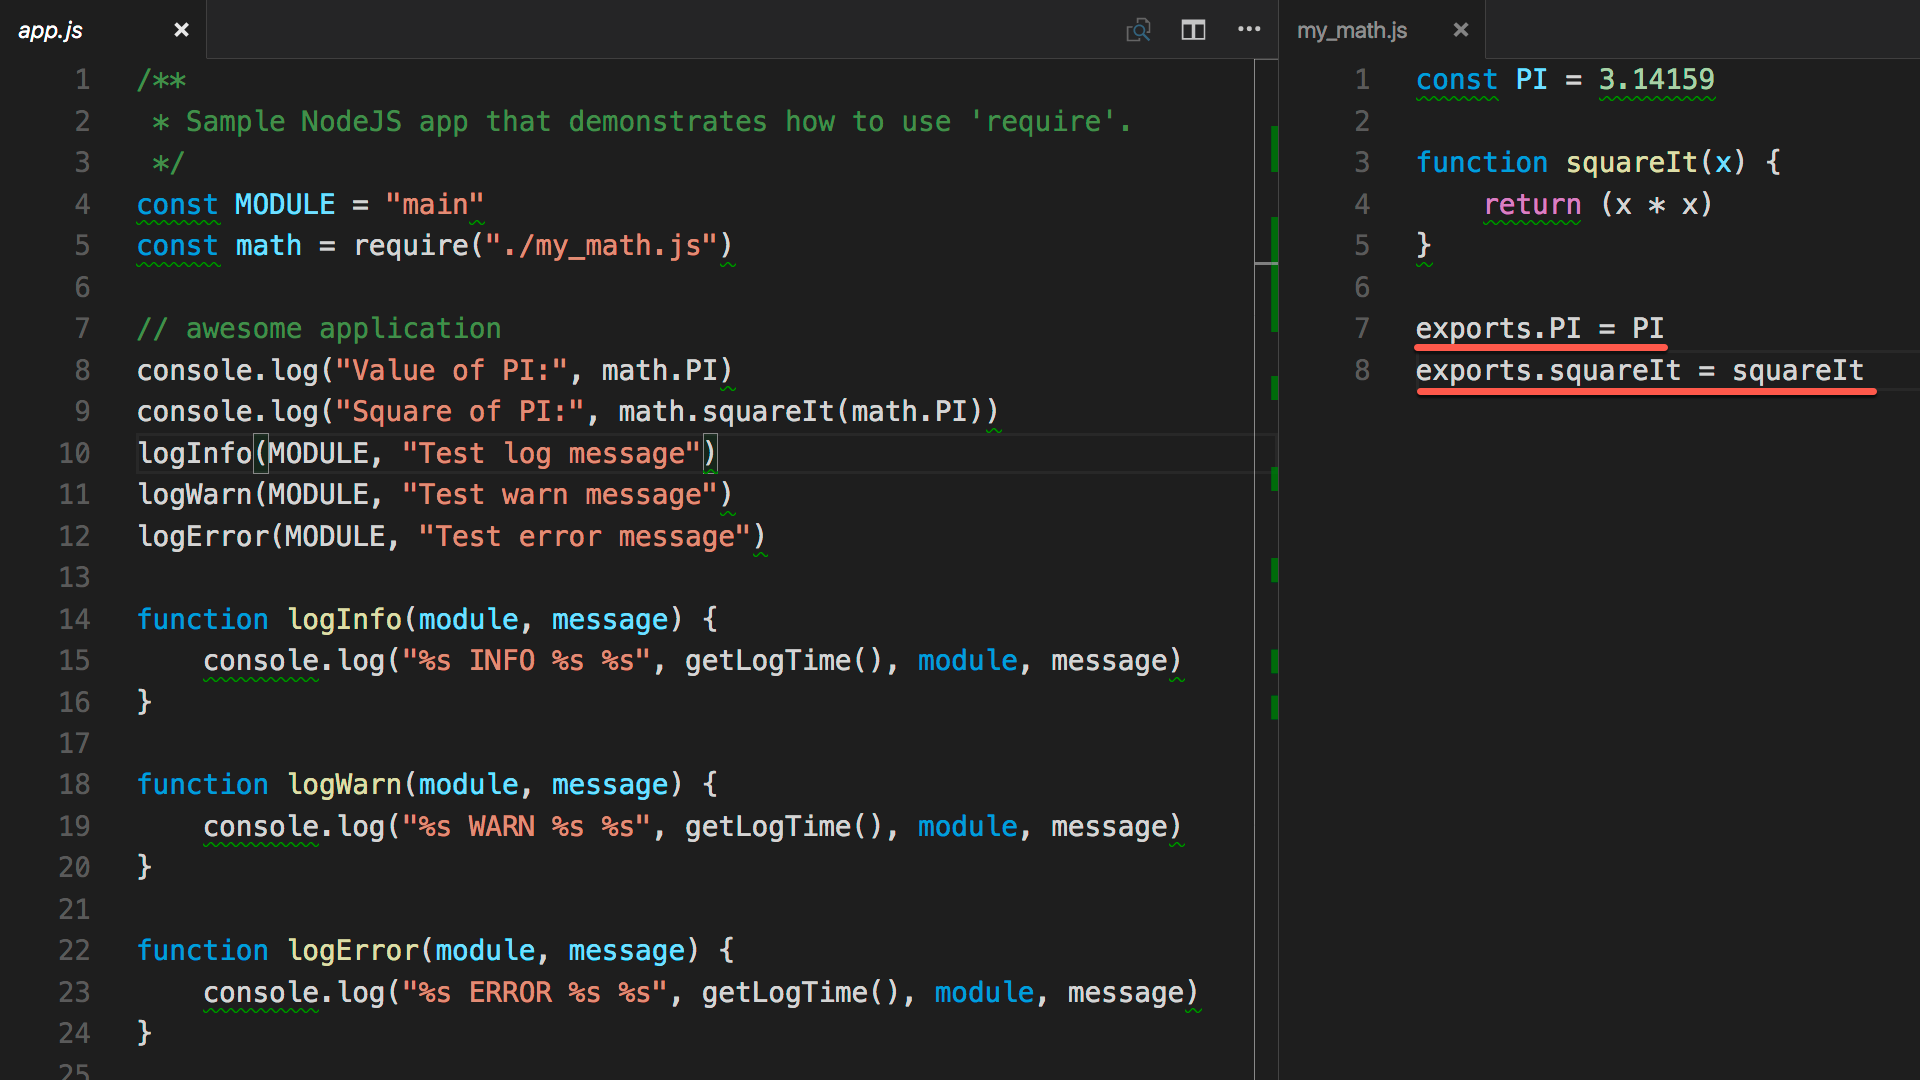 app.js
1 /**
2  * Sample NodeJS app that demonstrates how to use 'require'.
3  */
4 const MODULE = "main"
5 const math = require("./my_math.js")
6
7 // awesome application
8 console.log("Value of PI:", math.PI)
9 console.log("Square of PI:", math.squareIt(math.PI))
10 logInfo(MODULE, "Test log message")
11 logWarn(MODULE, "Test warn message")
12 logError(MODULE, "Test error message")
13
14 function logInfo(module, message) {
15     console.log("%s INFO %s %s", getLogTime(), module, message)
16 }
17
18 function logWarn(module, message) {
19     console.log("%s WARN %s %s", getLogTime(), module, message)
20 }
21
22 function logError(module, message) {
23     console.log("%s ERROR %s %s", getLogTime(), module, message)
24 }
25
my_math.js
1 const PI = 3.14159
2
3 function squareIt(x) {
4     return (x * x)
5 }
6
7 exports.PI = PI
8 exports.squareIt = squareIt